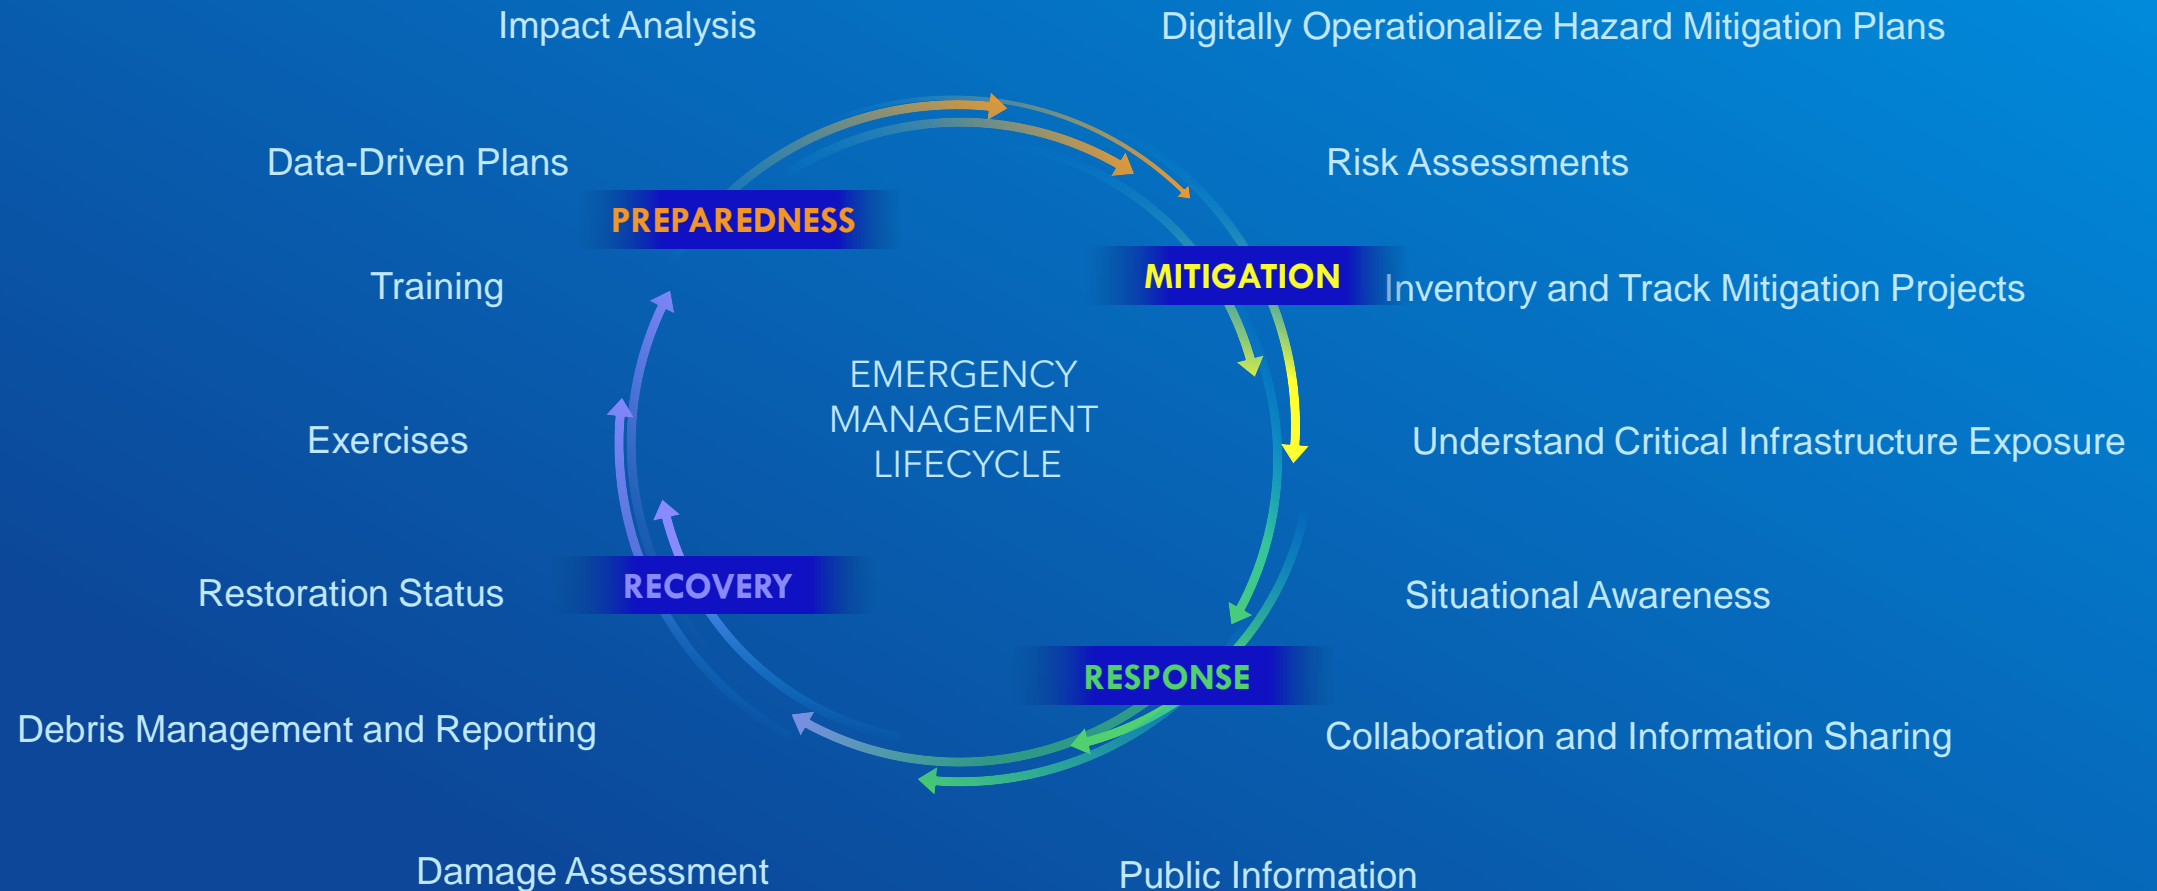 Impact Analysis
Digitally Operationalize Hazard Mitigation Plans
Data-Driven Plans
Risk Assessments
PREPAREDNESS
MITIGATION
Training
Inventory and Track Mitigation Projects
EMERGENCY
MANAGEMENT
LIFECYCLE
Exercises
Understand Critical Infrastructure Exposure
Restoration Status
RECOVERY
Situational Awareness
RESPONSE
Debris Management and Reporting
Collaboration and Information Sharing
Damage Assessment
Public Information